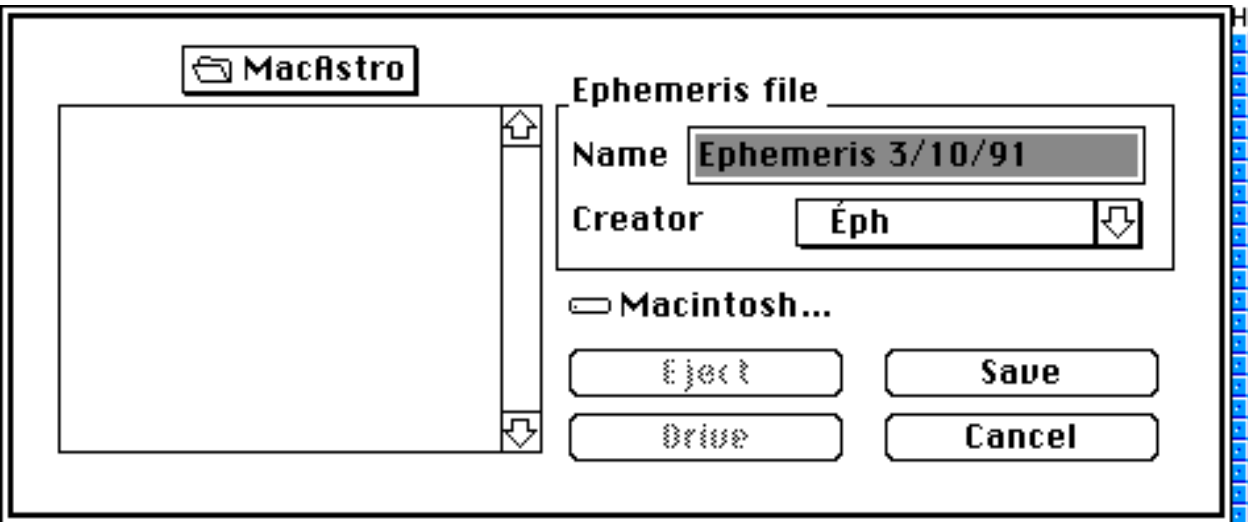 MacAstro
Ephemeris file
Name Ephemeris 3/10/91
Creator Éph
Macintosh...
Eject Save
Drive Cancel
H